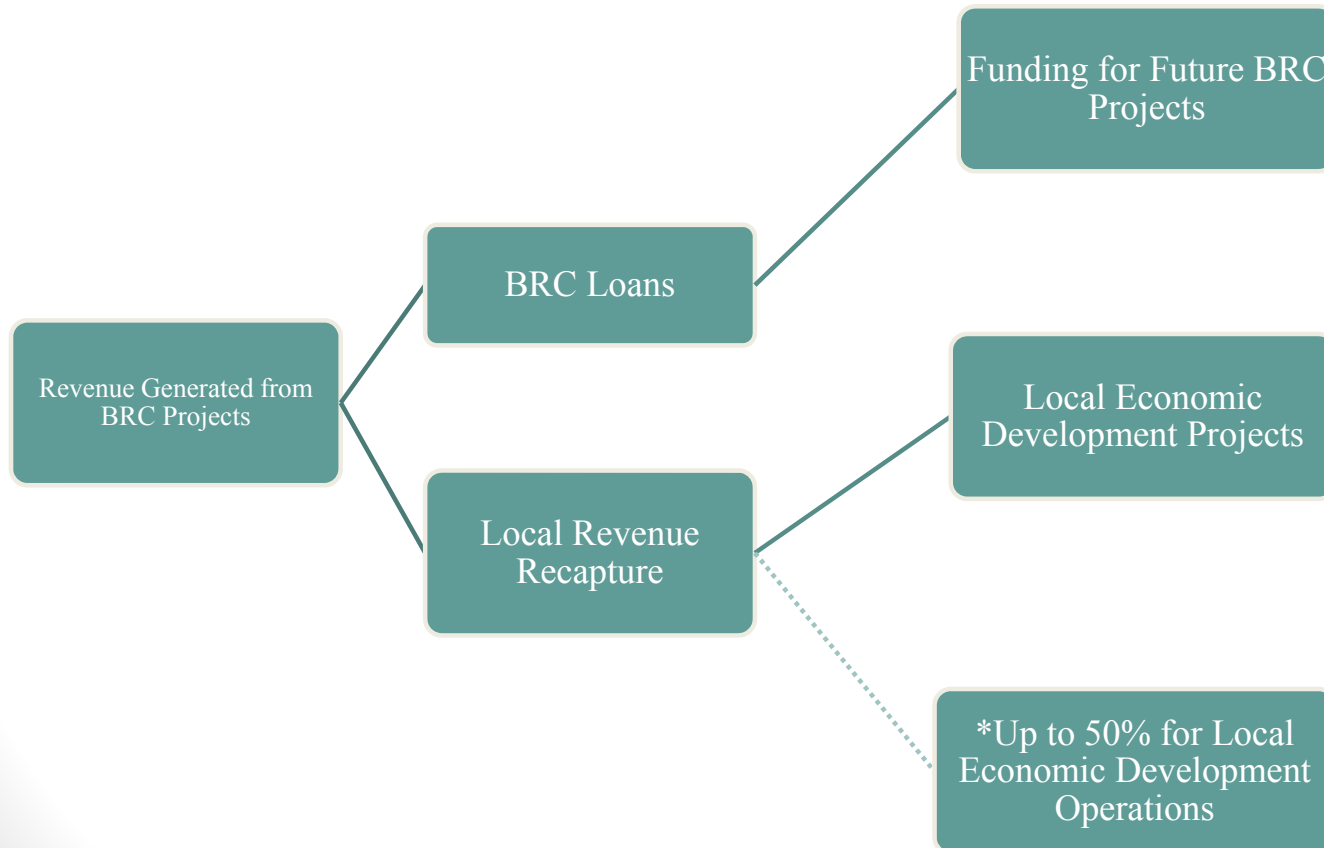 Funding for Future BRC
Projects
BRC Loans
Revenue Generated from
BRC Projects
Local Economic
Development Projects
Local Revenue
Recapture
*Up to 50% for Local
Economic Development
Operations